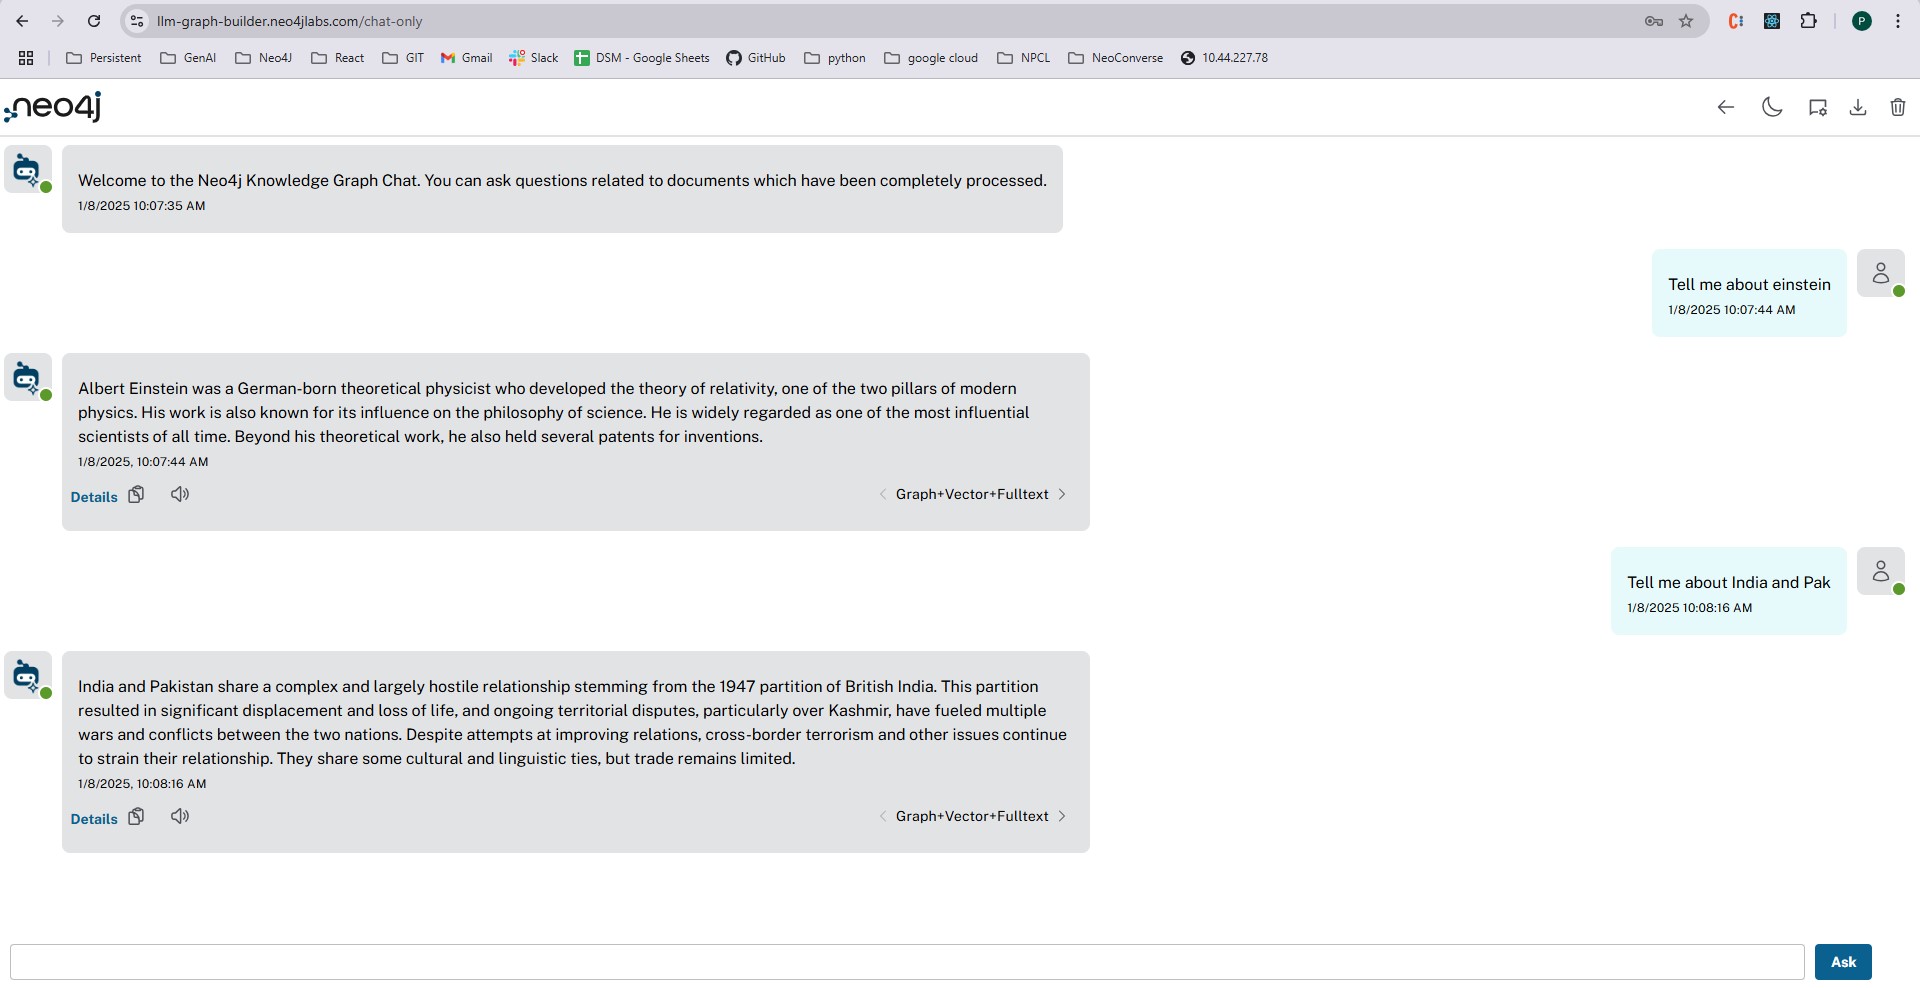 llm-graph-builder.neo4jlabs.com/chat-only
P
Persistent GenAI Neo4J React GIT Gmail Slack DSM - Google Sheets GitHub python google cloud NPCL NeoConverse 10.44.227.78
neo4j
Welcome to the Neo4j Knowledge Graph Chat. You can ask questions related to documents which have been completely processed.
1/8/2025 10:07:35 AM
Tell me about einstein
1/8/2025 10:07:44 AM
Albert Einstein was a German-born theoretical physicist who developed the theory of relativity, one of the two pillars of modern
physics. His work is also known for its influence on the philosophy of science. He is widely regarded as one of the most influential
scientists of all time. Beyond his theoretical work, he also held several patents for inventions.
1/8/2025, 10:07:44 AM
Details Graph+Vector+Fulltext
Tell me about India and Pak
1/8/2025 10:08:16 AM
India and Pakistan share a complex and largely hostile relationship stemming from the 1947 partition of British India. This partition
resulted in significant displacement and loss of life, and ongoing territorial disputes, particularly over Kashmir, have fueled multiple
wars and conflicts between the two nations. Despite attempts at improving relations, cross-border terrorism and other issues continue
to strain their relationship. They share some cultural and linguistic ties, but trade remains limited.
1/8/2025, 10:08:16 AM
Details Graph+Vector+Fulltext
Ask